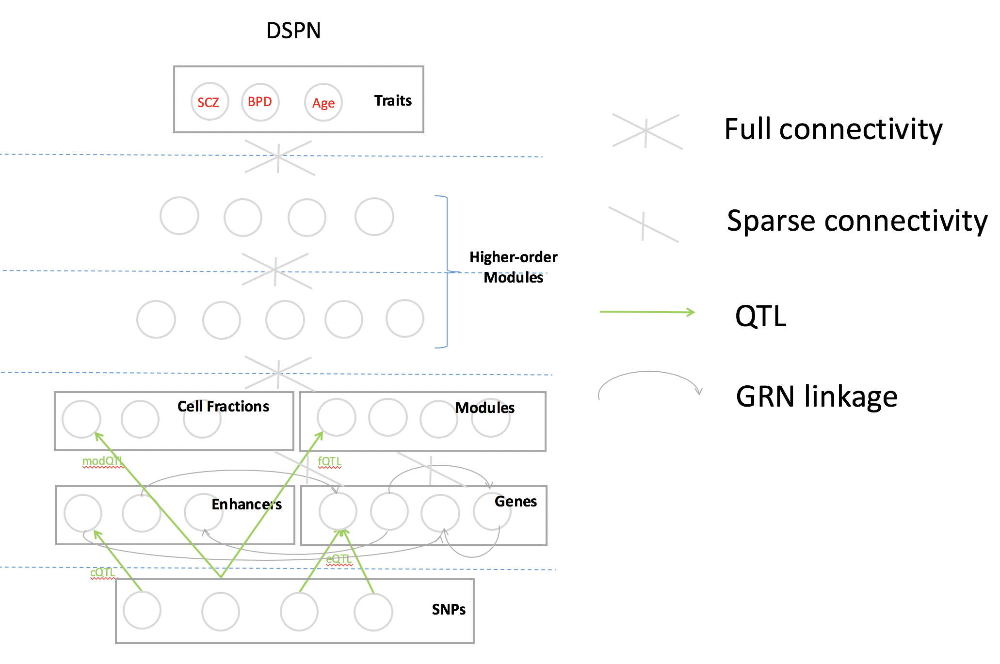 DSPN
SCZ
BPD
Age
Traits
Full connectivity
Sparse connectivity
Higher-order
Modules
QTL
GRN linkage
Cell Fractions
Modules
modQTL
fQTL
Enhancers
Genes
cQTL
eQTL
SNPs